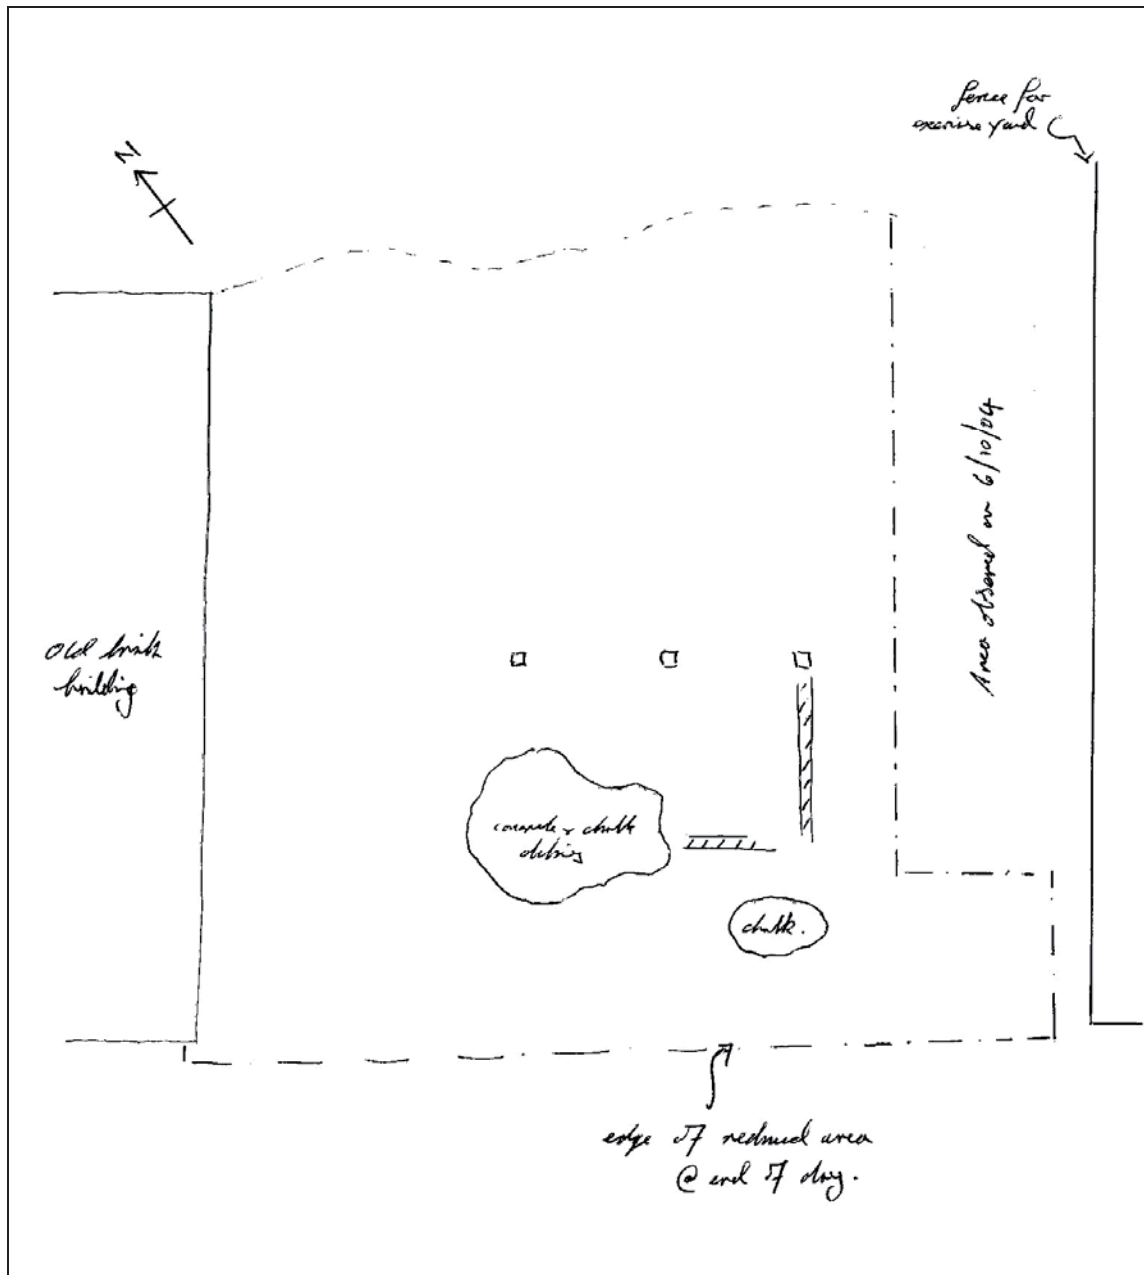 fence for
exercise yard
N
Area observed on 6/10/04
Old brick
building
concrete + chalk
debris
chalk.
edge of reduced area
@ end of day.